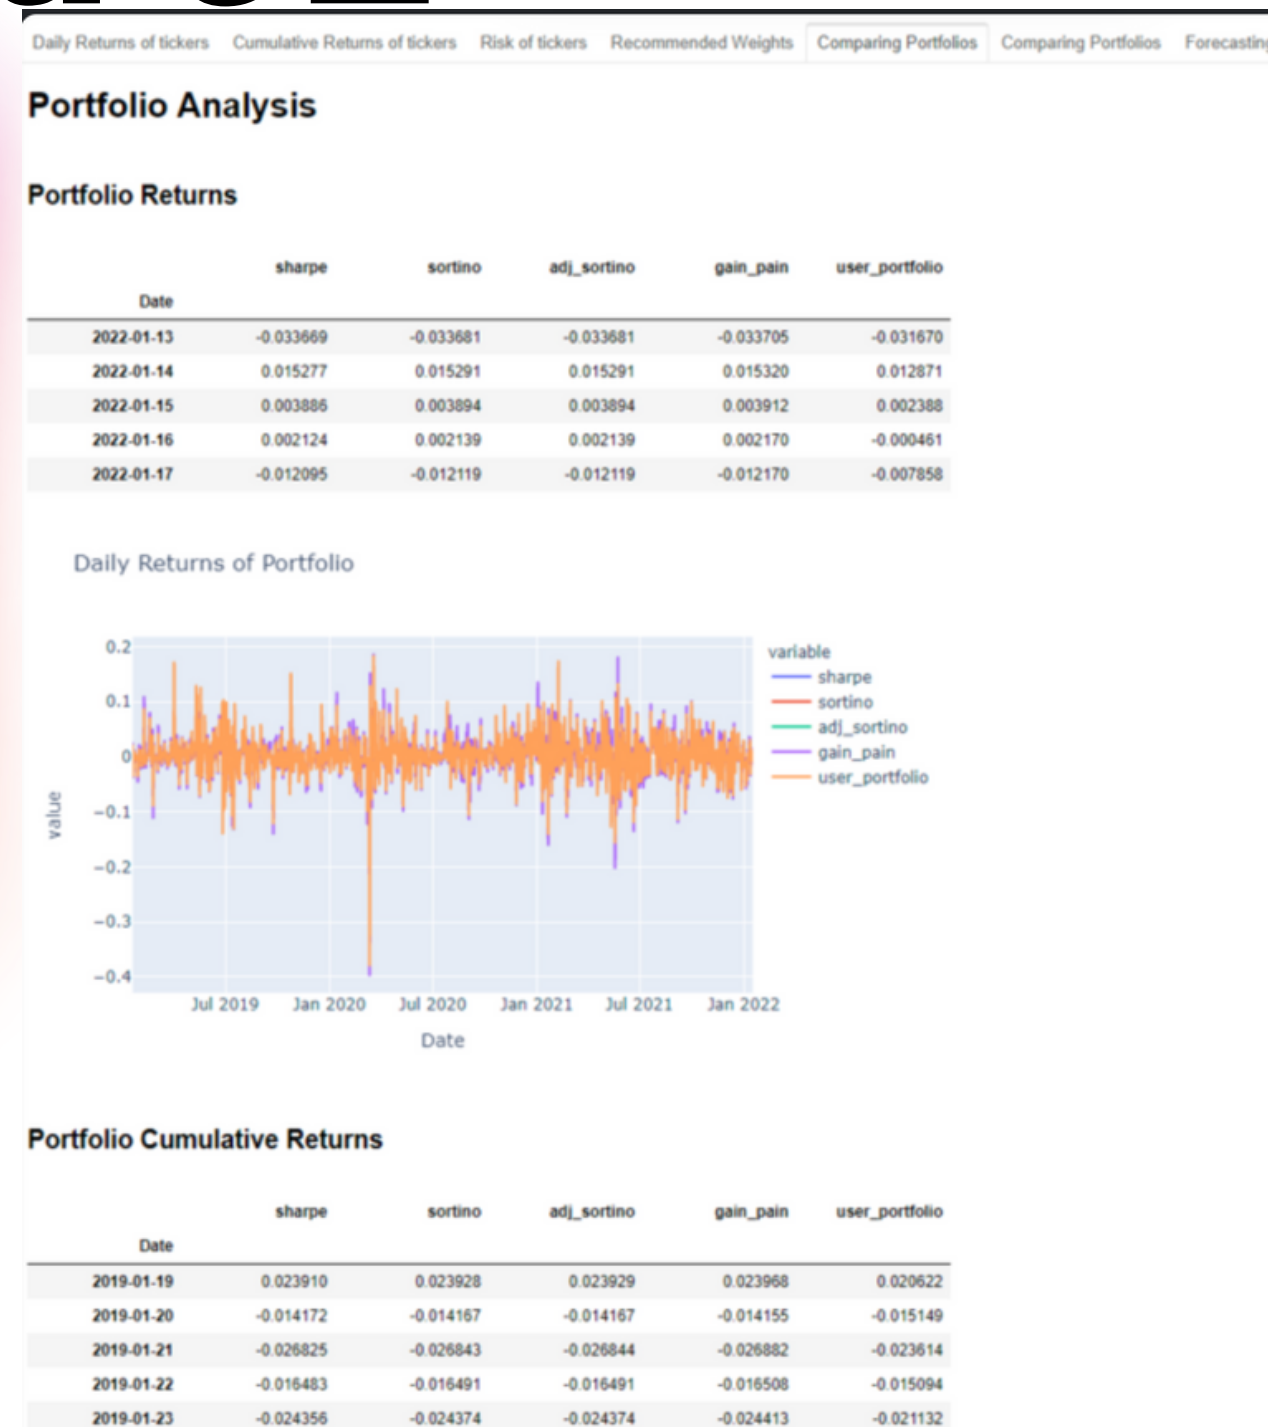 Daily Returns of tickers Cumulative Returns of tickers Risk of tickers Recommended Weights Comparing Portfolios Comparing Portfolios Forecasting
Portfolio Analysis
Portfolio Returns
sharpe sortino adj_sortino gain_pain user_portfolio
Date
2022-01-13 -0.033669 -0.033681 -0.033681 -0.033705 -0.031670
2022-01-14 0.015277 0.015291 0.015291 0.015320 0.012871
2022-01-15 0.003886 0.003894 0.003894 0.003912 0.002388
2022-01-16 0.002124 0.002139 0.002139 0.002170 -0.000461
2022-01-17 -0.012095 -0.012119 -0.012119 -0.012170 -0.007858
Daily Returns of Portfolio
0.2
0.1
0
−0.1
−0.2
−0.3
−0.4
value
Jul 2019 Jan 2020 Jul 2020 Jan 2021 Jul 2021 Jan 2022
Date
variable
sharpe
sortino
adj_sortino
gain_pain
user_portfolio
Portfolio Cumulative Returns
sharpe sortino adj_sortino gain_pain user_portfolio
Date
2019-01-19 0.023910 0.023928 0.023929 0.023968 0.020622
2019-01-20 -0.014172 -0.014167 -0.014167 -0.014155 -0.015149
2019-01-21 -0.026825 -0.026843 -0.026844 -0.026882 -0.023614
2019-01-22 -0.016483 -0.016491 -0.016491 -0.016508 -0.015094
2019-01-23 -0.024356 -0.024374 -0.024374 -0.024413 -0.021132